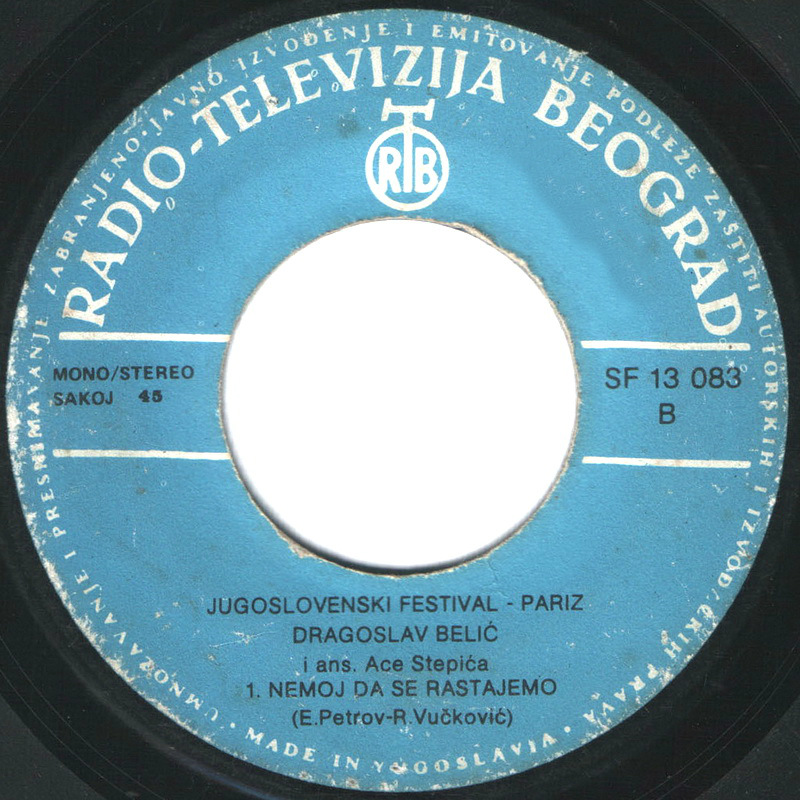 UMNOŽAVANJE I PRESNIMAVANJE ZABRANJENO · JAVNO IZVOĐENJE I EMITOVANJE PODLEŽE ZAŠTITI AUTORSKIH I IZVOĐAČKIH PRAVA ·
RADIO-TELEVIZIJA BEOGRAD
RTB
MONO/STEREO
SAKOJ 45
SF 13 083
B
JUGOSLOVENSKI FESTIVAL - PARIZ
DRAGOSLAV BELIĆ
i ans. Ace Stepića
1. NEMOJ DA SE RASTAJEMO
(E.Petrov-R.Vučković)
· MADE IN YUGOSLAVIA ·